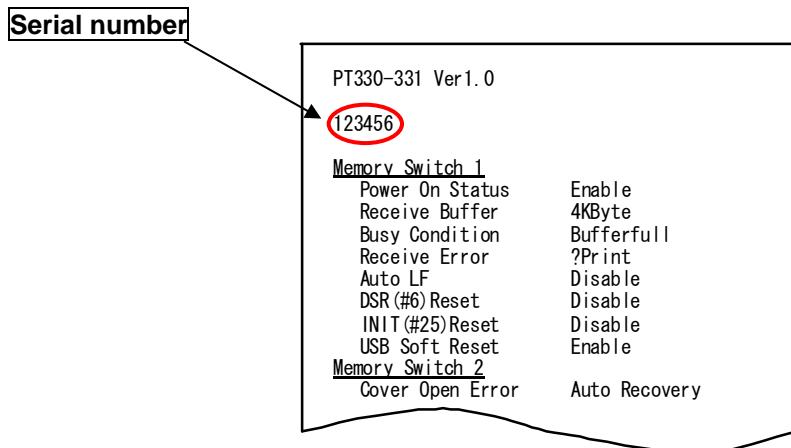 Serial number
PT330-331 Ver1.0
123456
Memory Switch 1
Power On Status Enable
Receive Buffer 4KByte
Busy Condition Bufferfull
Receive Error ?Print
Auto LF Disable
DSR(#6)Reset Disable
INIT(#25)Reset Disable
USB Soft Reset Enable
Memory Switch 2
Cover Open Error Auto Recovery